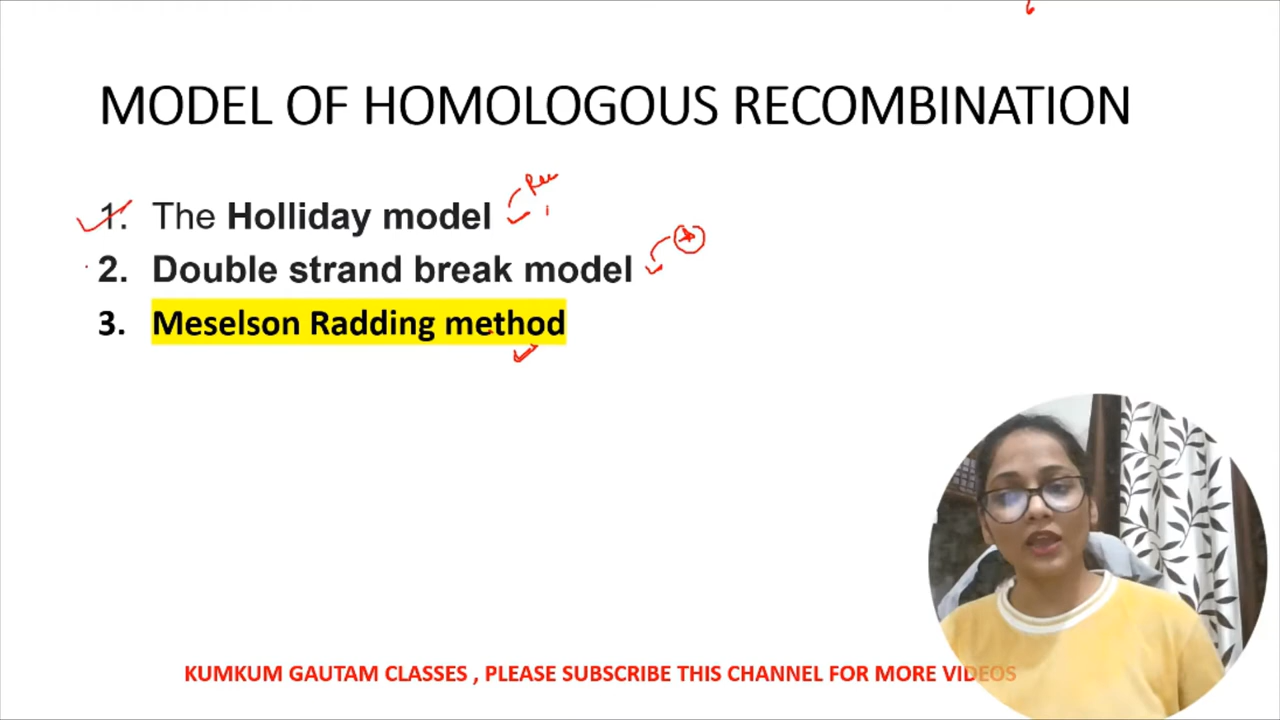 MODEL OF HOMOLOGOUS RECOMBINATION
1. The Holliday model
2. Double strand break model
3. Meselson Radding method
KUMKUM GAUTAM CLASSES , PLEASE SUBSCRIBE THIS CHANNEL FOR MORE VIDEOS